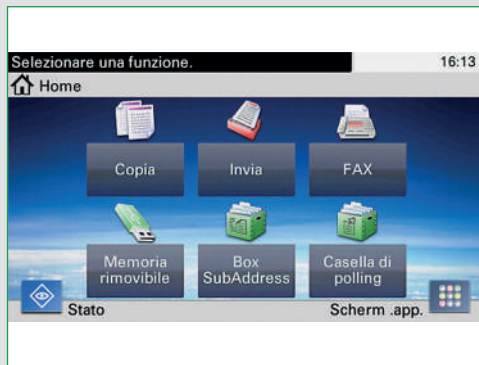 Selezionare una funzione.
16:13
Home
Copia
Invia
FAX
Memoria
rimovibile
Box
SubAddress
Casella di
polling
Stato
Scherm .app.